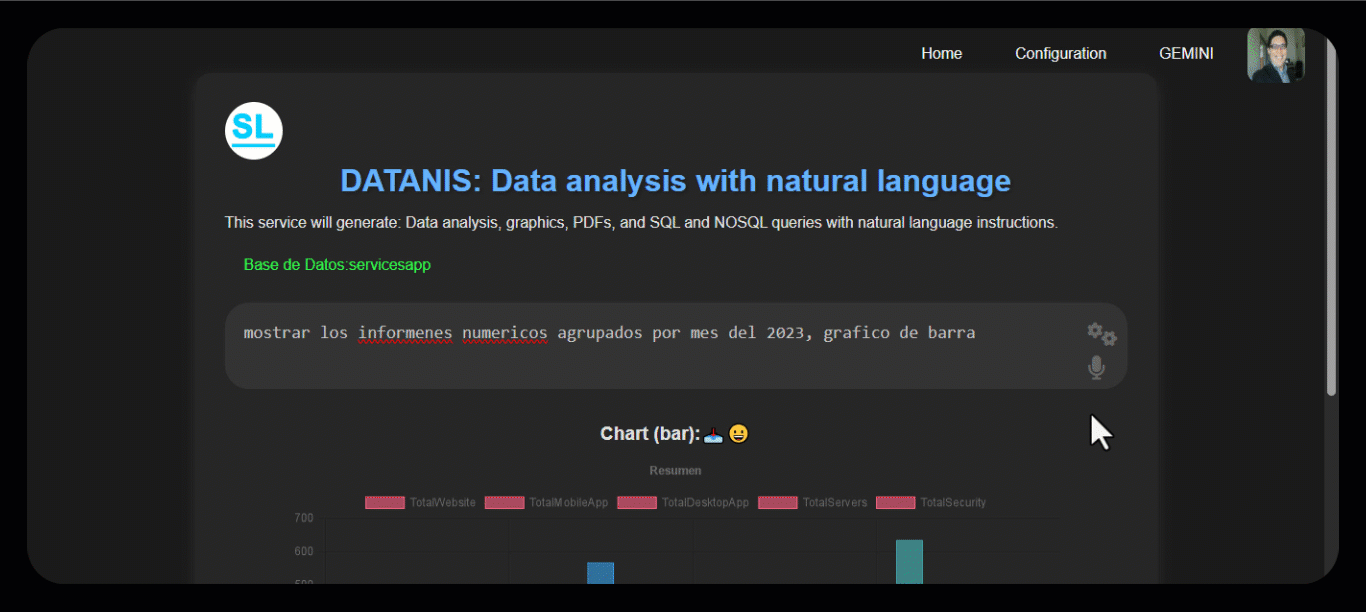 Home Configuration GEMINI
SL
DATANIS: Data analysis with natural language
This service will generate: Data analysis, graphics, PDFs, and SQL and NOSQL queries with natural language instructions.
Base de Datos:servicesapp
mostrar los informenes numericos agrupados por mes del 2023, grafico de barra
Chart (bar):
Resumen
TotalWebsite TotalMobileApp TotalDesktopApp TotalServers TotalSecurity
700
600
500